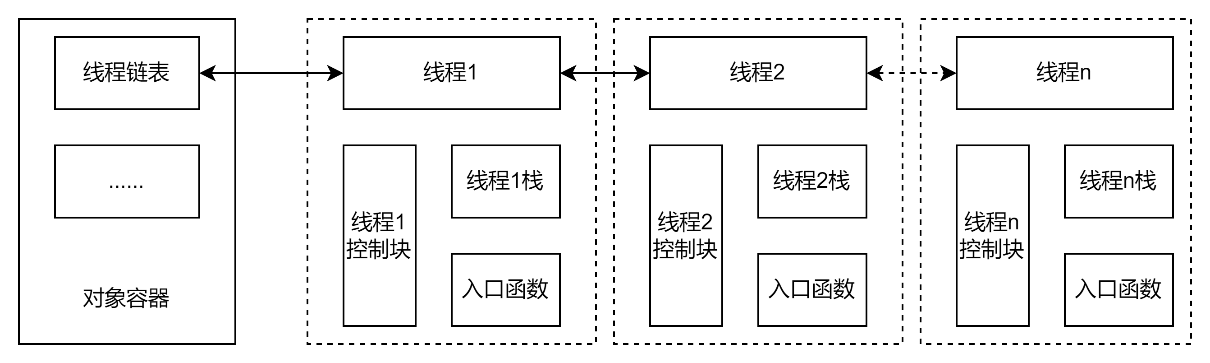 线程链表
......
对象容器
线程1
线程1
控制块
线程1栈
入口函数
线程2
线程2
控制块
线程2栈
入口函数
线程n
线程n
控制块
线程n栈
入口函数